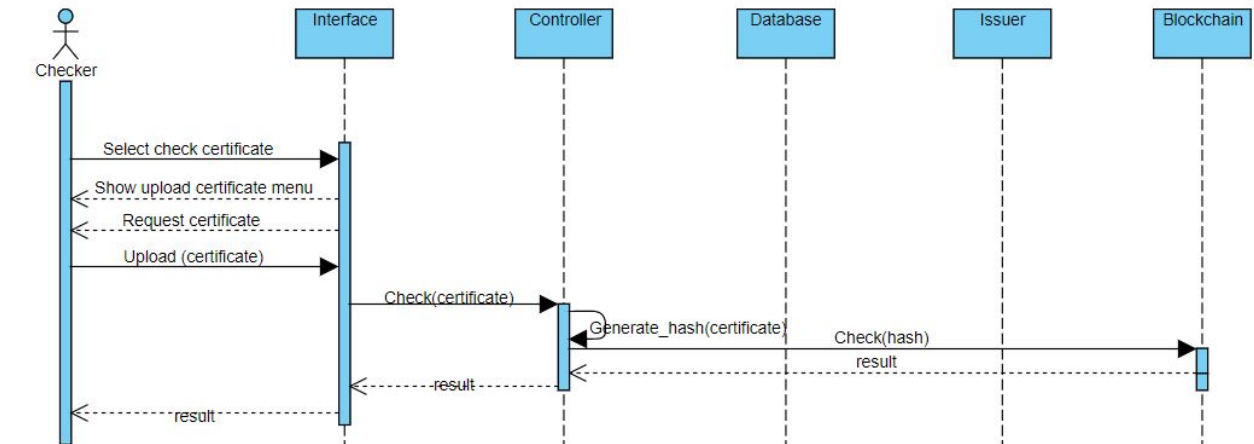 Interface
Controller
Database
Issuer
Blockchain
Checker
Select check certificate
Show upload certificate menu
Request certificate
Upload (certificate)
Check(certificate)
Generate_hash(certificate)
Check(hash)
result
result
result